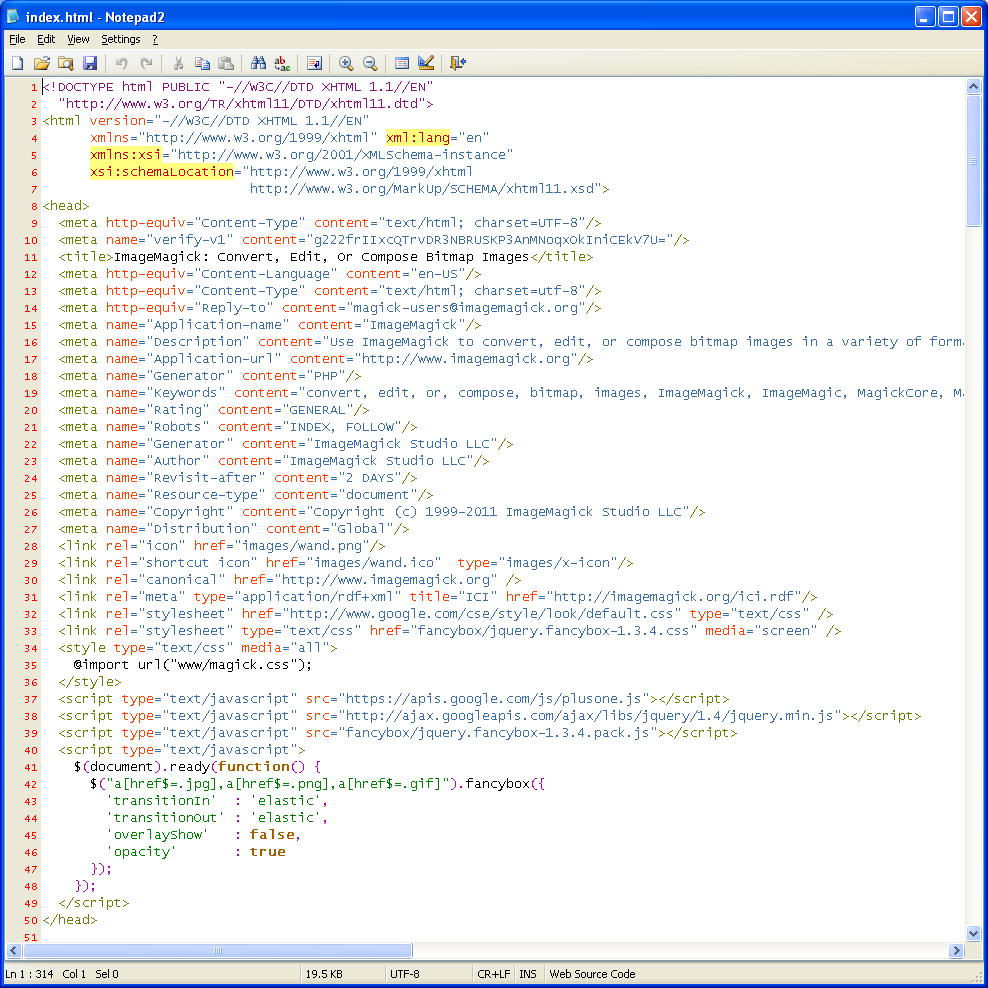 index.html - Notepad2
File Edit View Settings ?
1 <!DOCTYPE html PUBLIC "-//W3C//DTD XHTML 1.1//EN"
2 "http://www.w3.org/TR/xhtml11/DTD/xhtml11.dtd">
3 <html version="-//W3C//DTD XHTML 1.1//EN"
4 xmlns="http://www.w3.org/1999/xhtml" xml:lang="en"
5 xmlns:xsi="http://www.w3.org/2001/XMLSchema-instance"
6 xsi:schemaLocation="http://www.w3.org/1999/xhtml
7 http://www.w3.org/MarkUp/SCHEMA/xhtml11.xsd">
8 <head>
9 <meta http-equiv="Content-Type" content="text/html; charset=UTF-8"/>
10 <meta name="verify-v1" content="g222frIIxcQTrvDR3NBRUSKP3AnMNoqxOkIniCEkV7U="/>
11 <title>ImageMagick: Convert, Edit, Or Compose Bitmap Images</title>
12 <meta http-equiv="Content-Language" content="en-US"/>
13 <meta http-equiv="Content-Type" content="text/html; charset=utf-8"/>
14 <meta http-equiv="Reply-to" content="magick-users@imagemagick.org"/>
15 <meta name="Application-name" content="ImageMagick"/>
16 <meta name="Description" content="Use ImageMagick to convert, edit, or compose bitmap images in a variety of forma
17 <meta name="Application-url" content="http://www.imagemagick.org"/>
18 <meta name="Generator" content="PHP"/>
19 <meta name="Keywords" content="convert, edit, or, compose, bitmap, images, ImageMagick, ImageMagic, MagickCore, Ma
20 <meta name="Rating" content="GENERAL"/>
21 <meta name="Robots" content="INDEX, FOLLOW"/>
22 <meta name="Generator" content="ImageMagick Studio LLC"/>
23 <meta name="Author" content="ImageMagick Studio LLC"/>
24 <meta name="Revisit-after" content="2 DAYS"/>
25 <meta name="Resource-type" content="document"/>
26 <meta name="Copyright" content="Copyright (c) 1999-2011 ImageMagick Studio LLC"/>
27 <meta name="Distribution" content="Global"/>
28 <link rel="icon" href="images/wand.png"/>
29 <link rel="shortcut icon" href="images/wand.ico"  type="images/x-icon"/>
30 <link rel="canonical" href="http://www.imagemagick.org" />
31 <link rel="meta" type="application/rdf+xml" title="ICI" href="http://imagemagick.org/ici.rdf"/>
32 <link rel="stylesheet" href="http://www.google.com/cse/style/look/default.css" type="text/css" />
33 <link rel="stylesheet" type="text/css" href="fancybox/jquery.fancybox-1.3.4.css" media="screen" />
34 <style type="text/css" media="all">
35 @import url("www/magick.css");
36 </style>
37 <script type="text/javascript" src="https://apis.google.com/js/plusone.js"></script>
38 <script type="text/javascript" src="http://ajax.googleapis.com/ajax/libs/jquery/1.4/jquery.min.js"></script>
39 <script type="text/javascript" src="fancybox/jquery.fancybox-1.3.4.pack.js"></script>
40 <script type="text/javascript">
41 $(document).ready(function() {
42 $("a[href$=.jpg],a[href$=.png],a[href$=.gif]").fancybox({
43 'transitionIn'  : 'elastic',
44 'transitionOut' : 'elastic',
45 'overlayShow'   : false,
46 'opacity'       : true
47 });
48 });
49 </script>
50 </head>
51
Ln 1 : 314 Col 1 Sel 0 19.5 KB UTF-8 CR+LF INS Web Source Code